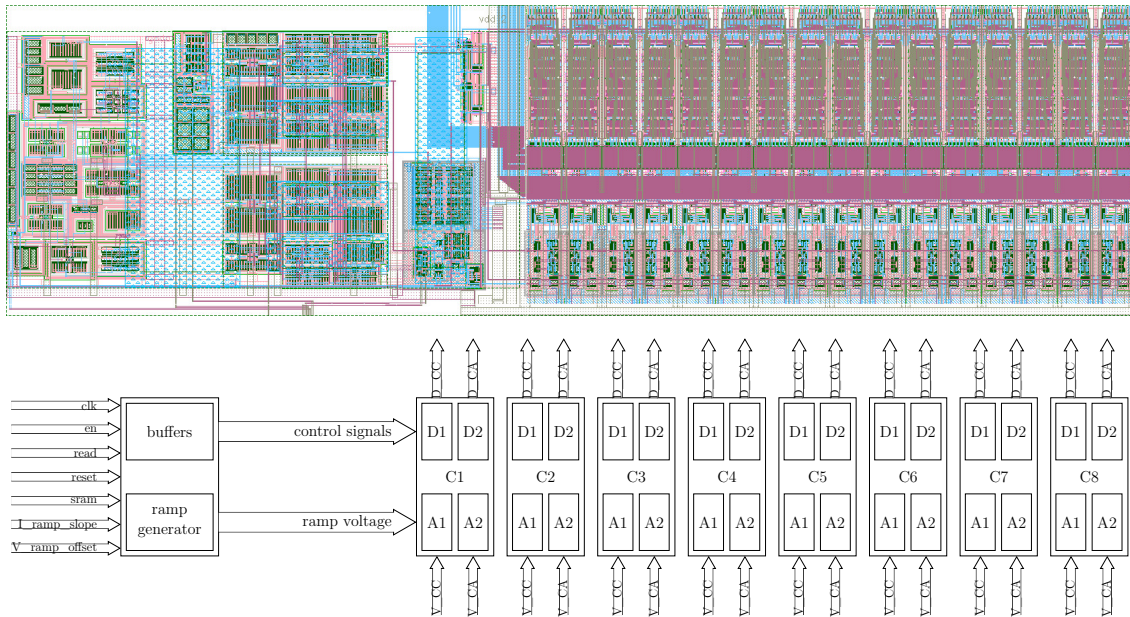 D_CC D_CA D_CC D_CA D_CC D_CA D_CC D_CA D_CC D_CA D_CC D_CA D_CC D_CA D_CC D_CA
clk
en
read
reset
sram
I_ramp_slope
V_ramp_offset
buffers
ramp
generator
control signals
ramp voltage
D1 D2 D1 D2 D1 D2 D1 D2 D1 D2 D1 D2 D1 D2 D1 D2
C1 C2 C3 C4 C5 C6 C7 C8
A1 A2 A1 A2 A1 A2 A1 A2 A1 A2 A1 A2 A1 A2 A1 A2
V_CC V_CA V_CC V_CA V_CC V_CA V_CC V_CA V_CC V_CA V_CC V_CA V_CC V_CA V_CC V_CA